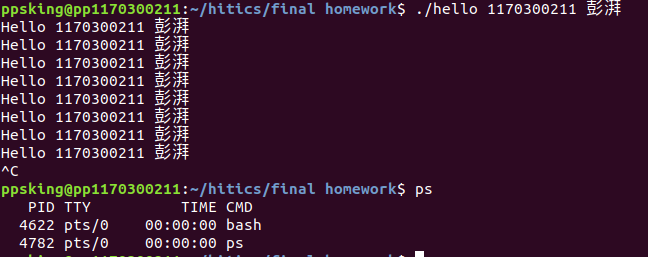 ppsking@pp1170300211:~/hitics/final homework$ ./hello 1170300211 彭湃
Hello 1170300211 彭湃
Hello 1170300211 彭湃
Hello 1170300211 彭湃
Hello 1170300211 彭湃
Hello 1170300211 彭湃
Hello 1170300211 彭湃
Hello 1170300211 彭湃
Hello 1170300211 彭湃
^C
ppsking@pp1170300211:~/hitics/final homework$ ps
PID TTY TIME CMD
4622 pts/0 00:00:00 bash
4782 pts/0 00:00:00 ps